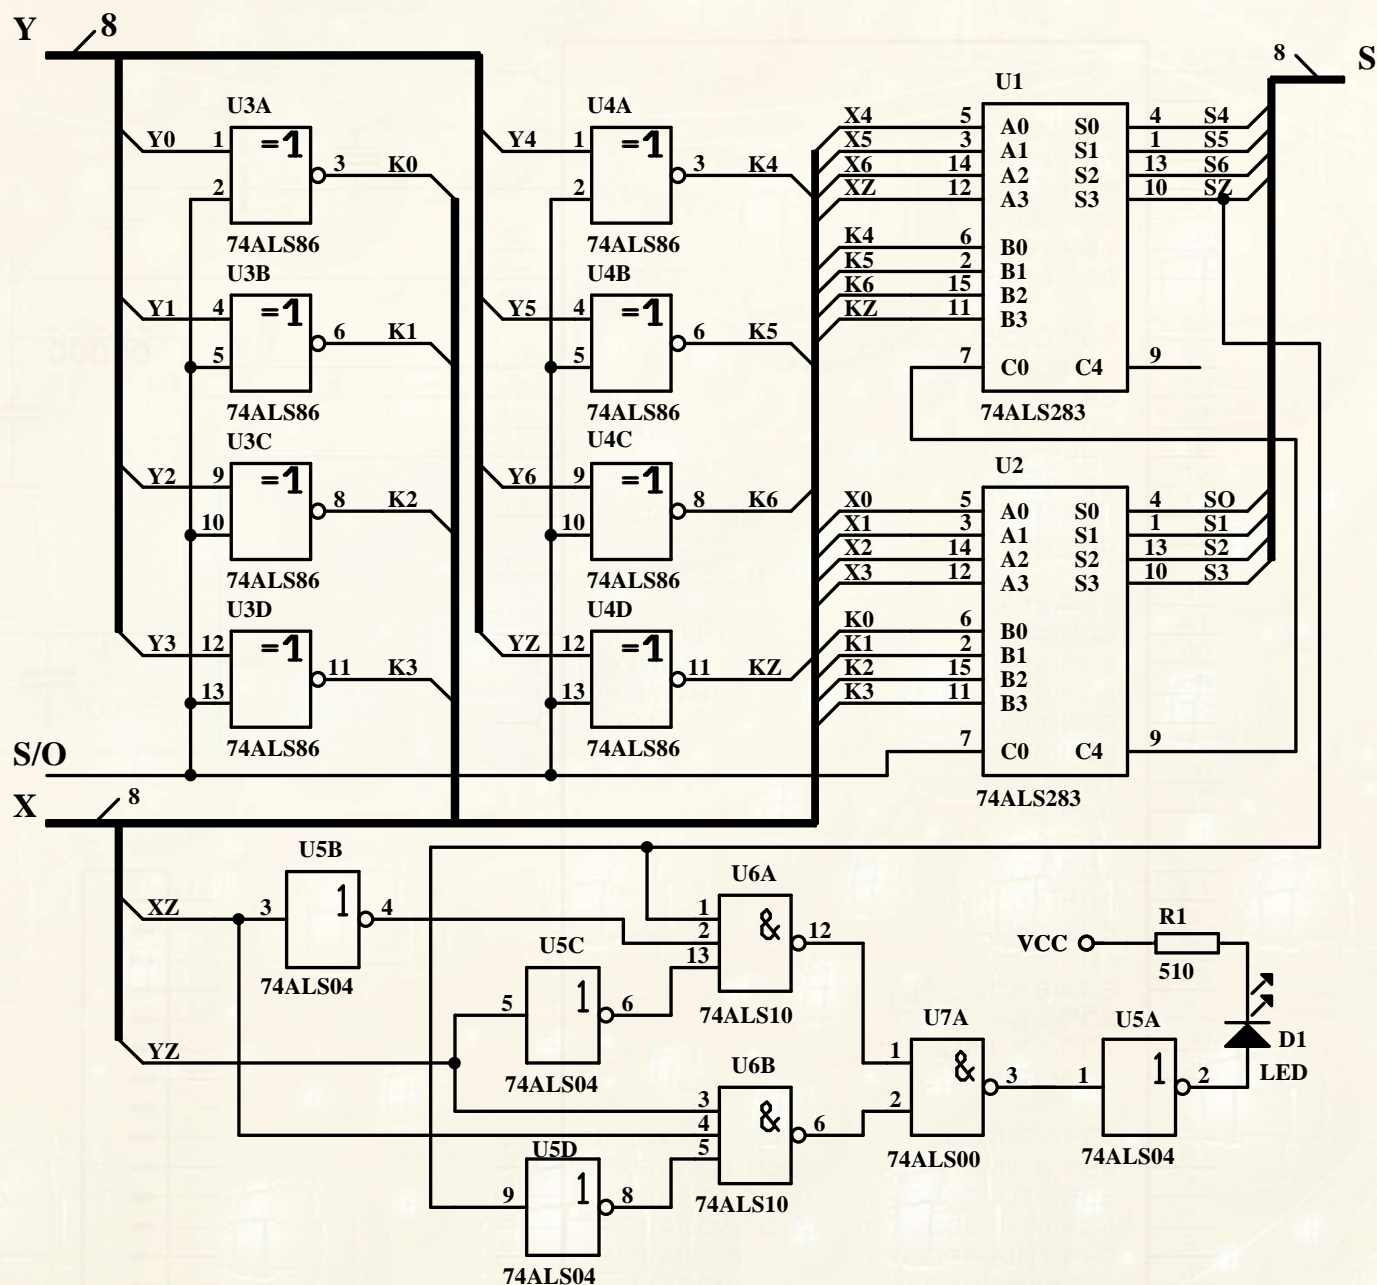 Y 8
8 S
U3A
Y0 1 =1 3 K0
2
74ALS86
U3B
Y1 4 =1 6 K1
5
74ALS86
U3C
Y2 9 =1 8 K2
10
74ALS86
U3D
Y3 12 =1 11 K3
13
74ALS86
U4A
Y4 1 =1 3 K4
2
74ALS86
U4B
Y5 4 =1 6 K5
5
74ALS86
U4C
Y6 9 =1 8 K6
10
74ALS86
U4D
YZ 12 =1 11 KZ
13
74ALS86
U1
X4 5 A0 S0 4 S4
X5 3 A1 S1 1 S5
X6 14 A2 S2 13 S6
XZ 12 A3 S3 10 SZ
K4 6 B0
K5 2 B1
K6 15 B2
KZ 11 B3
7 C0 C4 9
74ALS283
U2
X0 5 A0 S0 4 SO
X1 3 A1 S1 1 S1
X2 14 A2 S2 13 S2
X3 12 A3 S3 10 S3
K0 6 B0
K1 2 B1
K2 15 B2
K3 11 B3
7 C0 C4 9
74ALS283
S/O
X 8
U5B
XZ 3 1 4
74ALS04
U5C
5 1 6
74ALS04
YZ
U5D
9 1 8
74ALS04
U6A
1 & 12
2
13
74ALS10
U6B
3 & 6
4
5
74ALS10
U7A
1 & 3
2
74ALS00
U5A
1 1 2
74ALS04
R1
VCC
510
D1
LED